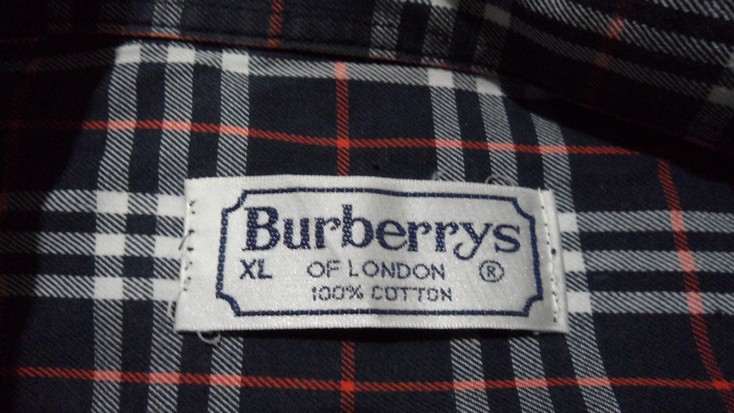 Burberrys
XL OF LONDON ®
100% COTTON